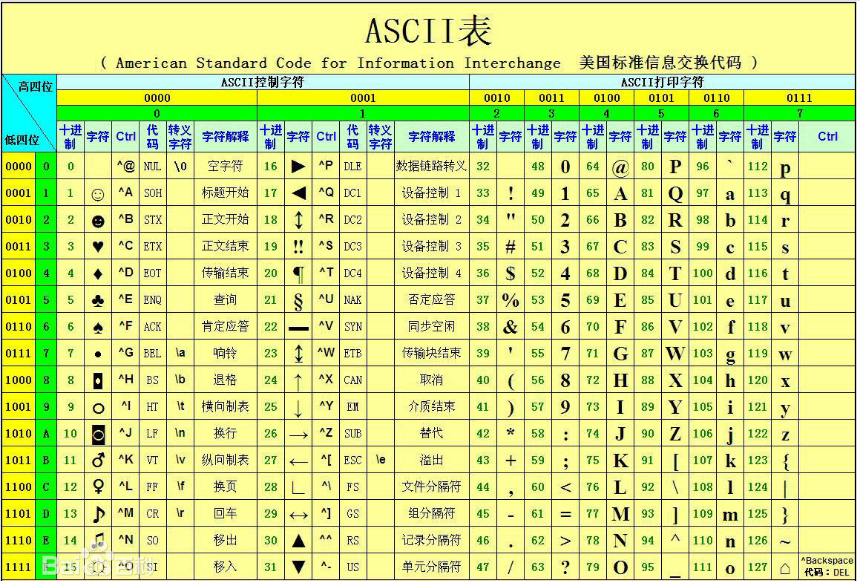 ASCII表
( American Standard Code for Information Interchange 美国标准信息交换代码 )
高四位 ASCII控制字符 ASCII打印字符
0000 0001 0010 0011 0100 0101 0110 0111
0 1 2 3 4 5 6 7
低四位 十进制 字符 Ctrl 代码 转义字符 字符解释 十进制 字符 Ctrl 代码 转义字符 字符解释 十进制 字符 十进制 字符 十进制 字符 十进制 字符 十进制 字符 十进制 字符 Ctrl
0000 0 0 ^@ NUL \0 空字符 16 ► ^P DLE 数据链路转义 32 48 0 64 @ 80 P 96 ` 112 p
0001 1 1 ☺ ^A SOH 标题开始 17 ◄ ^Q DC1 设备控制 1 33 ! 49 1 65 A 81 Q 97 a 113 q
0010 2 2 ☻ ^B STX 正文开始 18 ↕ ^R DC2 设备控制 2 34 " 50 2 66 B 82 R 98 b 114 r
0011 3 3 ♥ ^C ETX 正文结束 19 ‼ ^S DC3 设备控制 3 35 # 51 3 67 C 83 S 99 c 115 s
0100 4 4 ♦ ^D EOT 传输结束 20 ¶ ^T DC4 设备控制 4 36 $ 52 4 68 D 84 T 100 d 116 t
0101 5 5 ♣ ^E ENQ 查询 21 § ^U NAK 否定应答 37 % 53 5 69 E 85 U 101 e 117 u
0110 6 6 ♠ ^F ACK 肯定应答 22 ▬ ^V SYN 同步空闲 38 & 54 6 70 F 86 V 102 f 118 v
0111 7 7 • ^G BEL \a 响铃 23 ↨ ^W ETB 传输块结束 39 ' 55 7 71 G 87 W 103 g 119 w
1000 8 8 ◘ ^H BS \b 退格 24 ↑ ^X CAN 取消 40 ( 56 8 72 H 88 X 104 h 120 x
1001 9 9 ○ ^I HT \t 横向制表 25 ↓ ^Y EM 介质结束 41 ) 57 9 73 I 89 Y 105 i 121 y
1010 A 10 ◙ ^J LF \n 换行 26 → ^Z SUB 替代 42 * 58 : 74 J 90 Z 106 j 122 z
1011 B 11 ♂ ^K VT \v 纵向制表 27 ← ^[ ESC \e 溢出 43 + 59 ; 75 K 91 [ 107 k 123 {
1100 C 12 ♀ ^L FF \f 换页 28 ∟ ^\ FS 文件分隔符 44 , 60 < 76 L 92 \ 108 l 124 |
1101 D 13 ♪ ^M CR \r 回车 29 ↔ ^] GS 组分隔符 45 - 61 = 77 M 93 ] 109 m 125 }
1110 E 14 ♫ ^N SO 移出 30 ▲ ^^ RS 记录分隔符 46 . 62 > 78 N 94 ^ 110 n 126 ~
1111 15 ^O SI 移入 31 ▼ ^- US 单元分隔符 47 / 63 ? 79 O 95 _ 111 o 127 ⌂ ^Backspace 代码：DEL